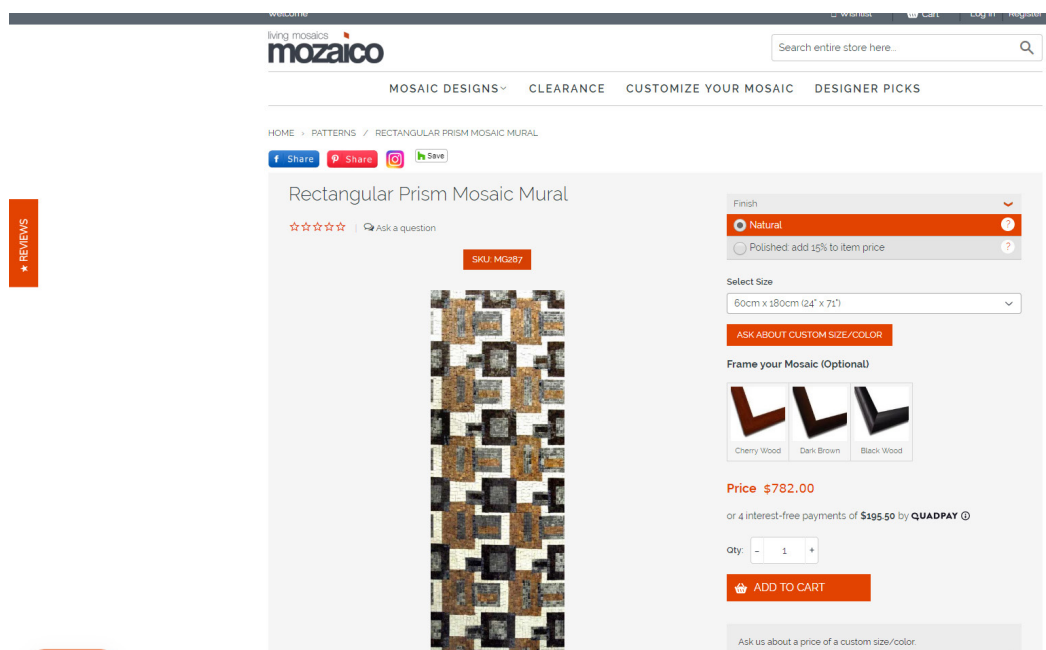 Welcome
Wishlist
Cart
Log in
Register
living mosaics
mozaico
Search entire store here...
MOSAIC DESIGNS
CLEARANCE
CUSTOMIZE YOUR MOSAIC
DESIGNER PICKS
HOME › PATTERNS / RECTANGULAR PRISM MOSAIC MURAL
Share
Share
Save
Rectangular Prism Mosaic Mural
Ask a question
SKU: MG287
★ REVIEWS
Finish
Natural
?
Polished: add 15% to item price
?
Select Size
60cm x 180cm (24" x 71")
ASK ABOUT CUSTOM SIZE/COLOR
Frame your Mosaic (Optional)
Cherry Wood
Dark Brown
Black Wood
Price $782.00
or 4 interest-free payments of $195.50 by QUADPAY ⓘ
Qty: - 1 +
ADD TO CART
Ask us about a price of a custom size/color.